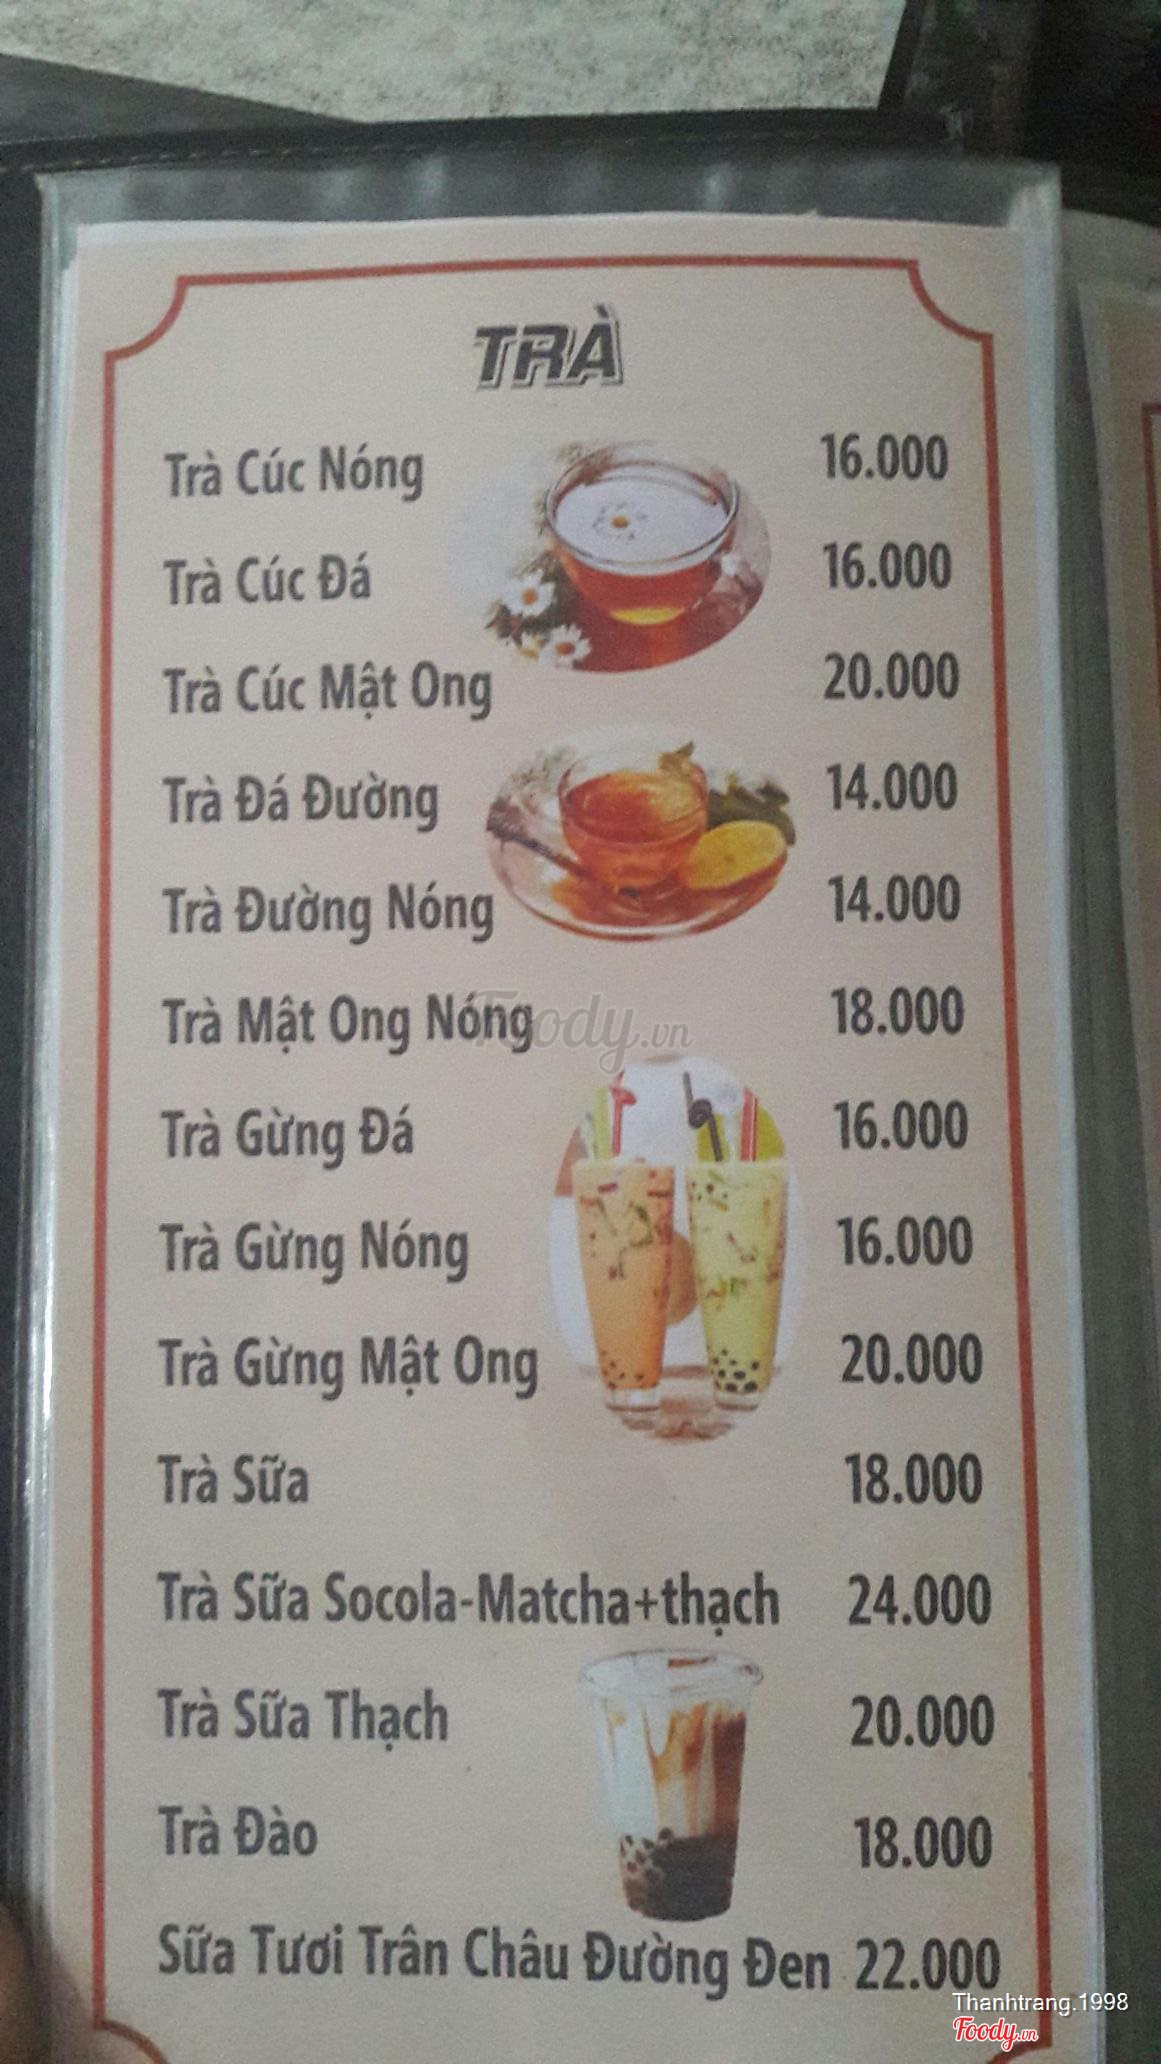 TRÀ
Trà Cúc Nóng 16.000
Trà Cúc Đá 16.000
Trà Cúc Mật Ong 20.000
Trà Đá Đường 14.000
Trà Đường Nóng 14.000
Trà Mật Ong Nóng 18.000
Foody.vn
Trà Gừng Đá 16.000
Trà Gừng Nóng 16.000
Trà Gừng Mật Ong 20.000
Trà Sữa 18.000
Trà Sữa Socola-Matcha+thạch 24.000
Trà Sữa Thạch 20.000
Trà Đào 18.000
Sữa Tươi Trân Châu Đường Đen 22.000
Thanhtrang.1998
Foody.vn